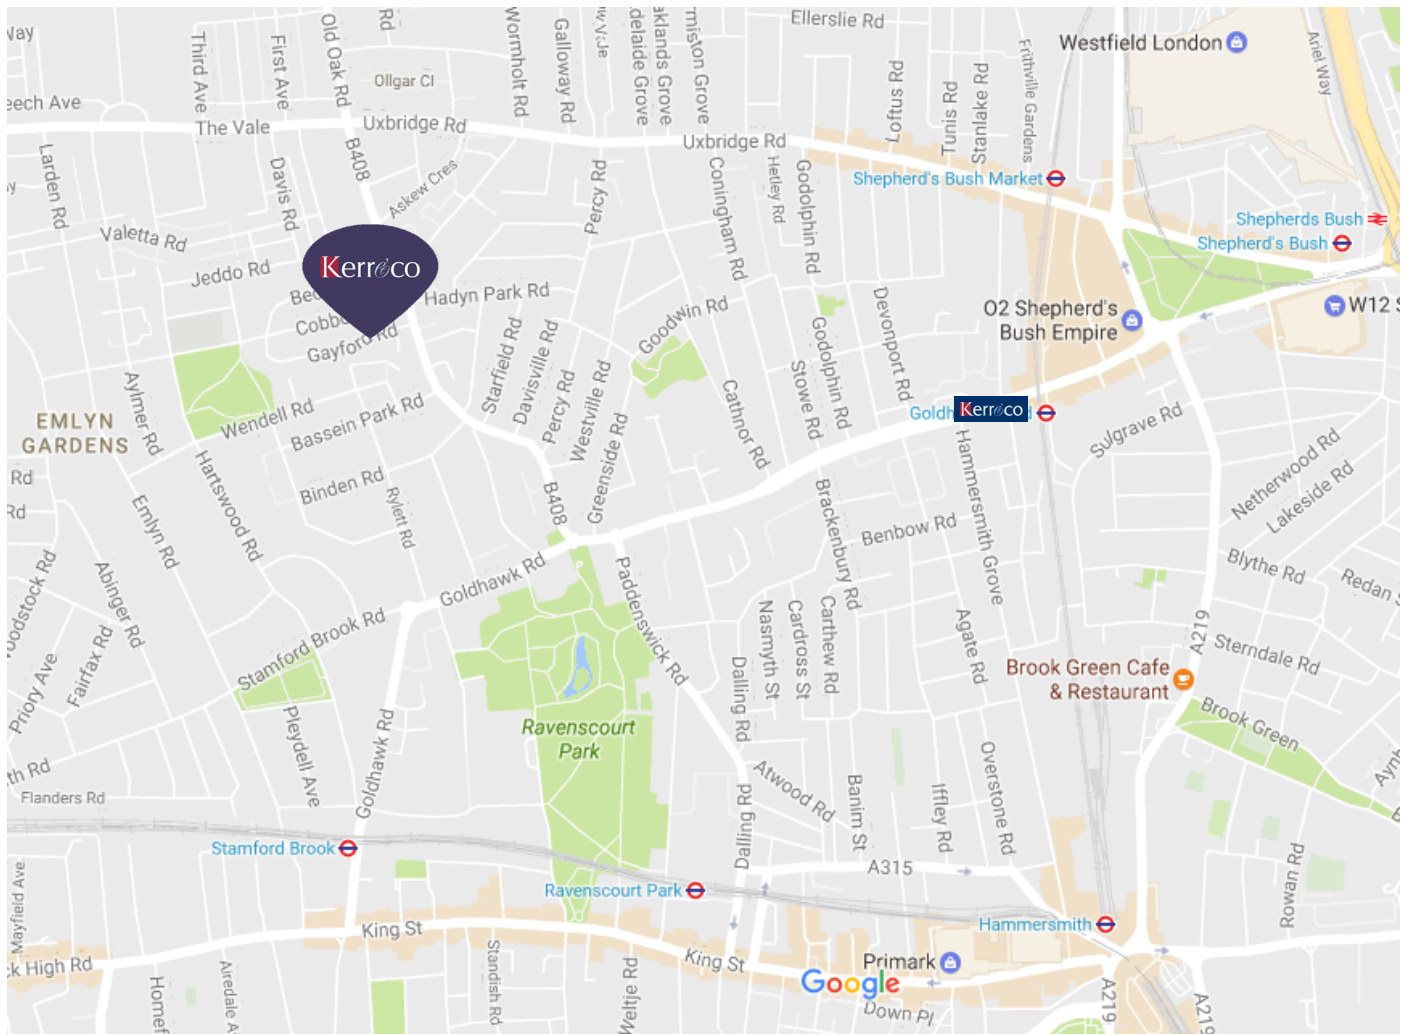 Ellerslie Rd
Westfield London
Ariel Way
Third Ave
First Ave
Old Oak Rd
Rd
Wormholt Rd
Galloway Rd
Frithville Gardens
Ollgar Cl
Loftus Rd
Tunis Rd
Stanlake Rd
The Vale
Uxbridge Rd
Uxbridge Rd
B408
Larden Rd
Davis Rd
Askew Cres
Percy Rd
Coningham Rd
Hetley Rd
Godolphin Rd
Shepherd's Bush Market
Shepherds Bush
Shepherd's Bush
Valetta Rd
Jeddo Rd
Kerr&co
Hadyn Park Rd
Gayford Rd
Goodwin Rd
Devonport Rd
O2 Shepherd's
Bush Empire
W12
Starfield Rd
Davisville Rd
Percy Rd
Westville Rd
Greenside Rd
Cathnor Rd
Stowe Rd
Godolphin Rd
Aylmer Rd
EMLYN
GARDENS
Wendell Rd
Bassein Park Rd
Kerr&co
Sulgrave Rd
Hartswood Rd
Binden Rd
Rylett Rd
B408
Brackenbury Rd
Benbow Rd
Hammersmith Grove
Netherwood Rd
Lakeside Rd
Rd
Rd
Emlyn Rd
Abinger Rd
Goldhawk Rd
Paddenswick Rd
Blythe Rd
Redan
Fairfax Rd
Priory Ave
Stamford Brook Rd
Nasmyth St
Cardross St
Carthew Rd
Agate Rd
A219
Sterndale Rd
Brook Green Cafe
& Restaurant
Brook Green
Dalling Rd
Ravenscourt
Park
Pleydell Ave
Goldhawk Rd
Atwood Rd
Banim St
Iffley Rd
Overstone Rd
Flanders Rd
Dalling Rd
Stamford Brook
A315
Ravenscourt Park
Rowan Rd
Mayfield Ave
Hammersmith
King St
King St
Primark
Google
Down Pl
Standish Rd
Weltje Rd
A219
A219